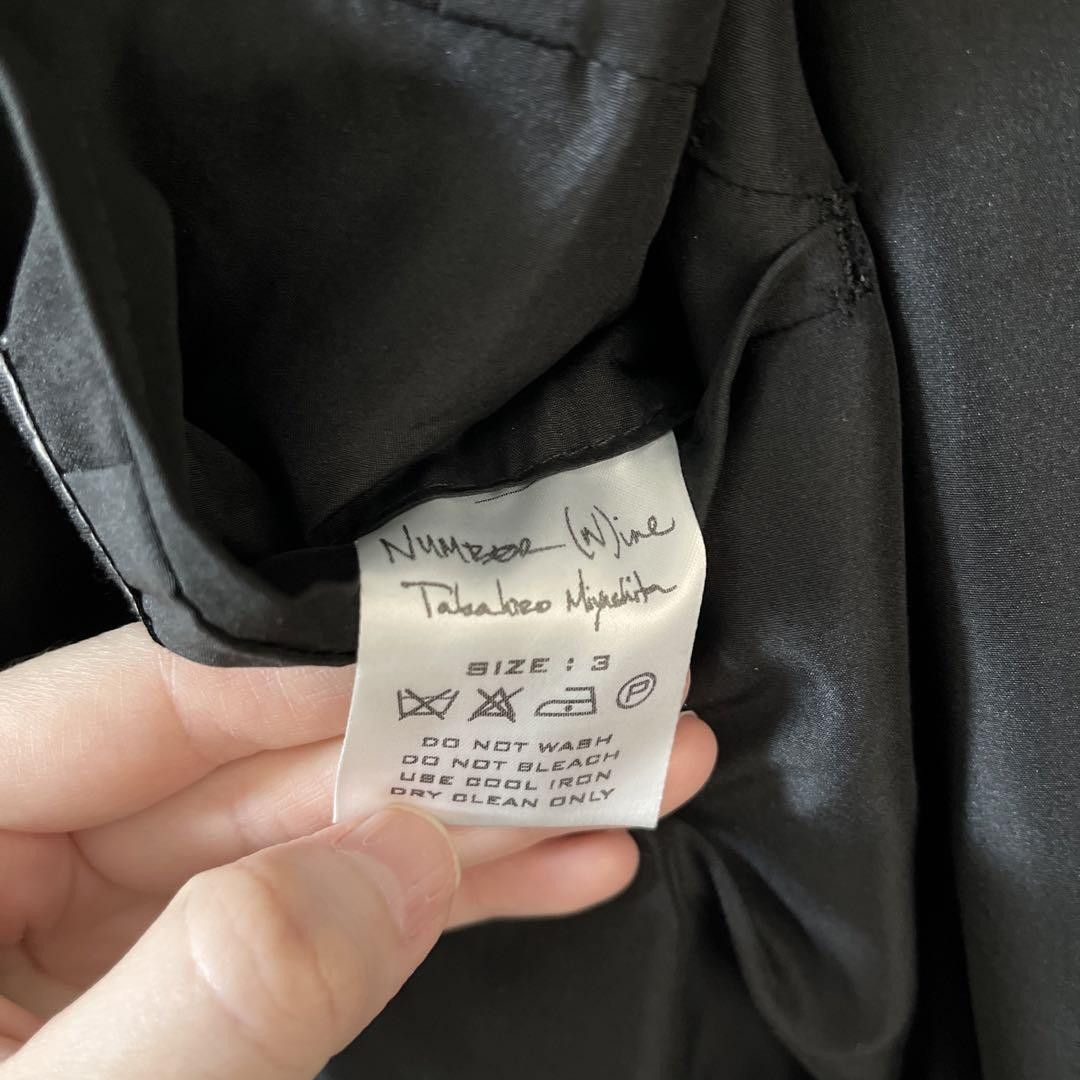 Number (N)ine
Takahiro Miyashita
SIZE : 3
P
DO NOT WASH
DO NOT BLEACH
USE COOL IRON
DRY CLEAN ONLY